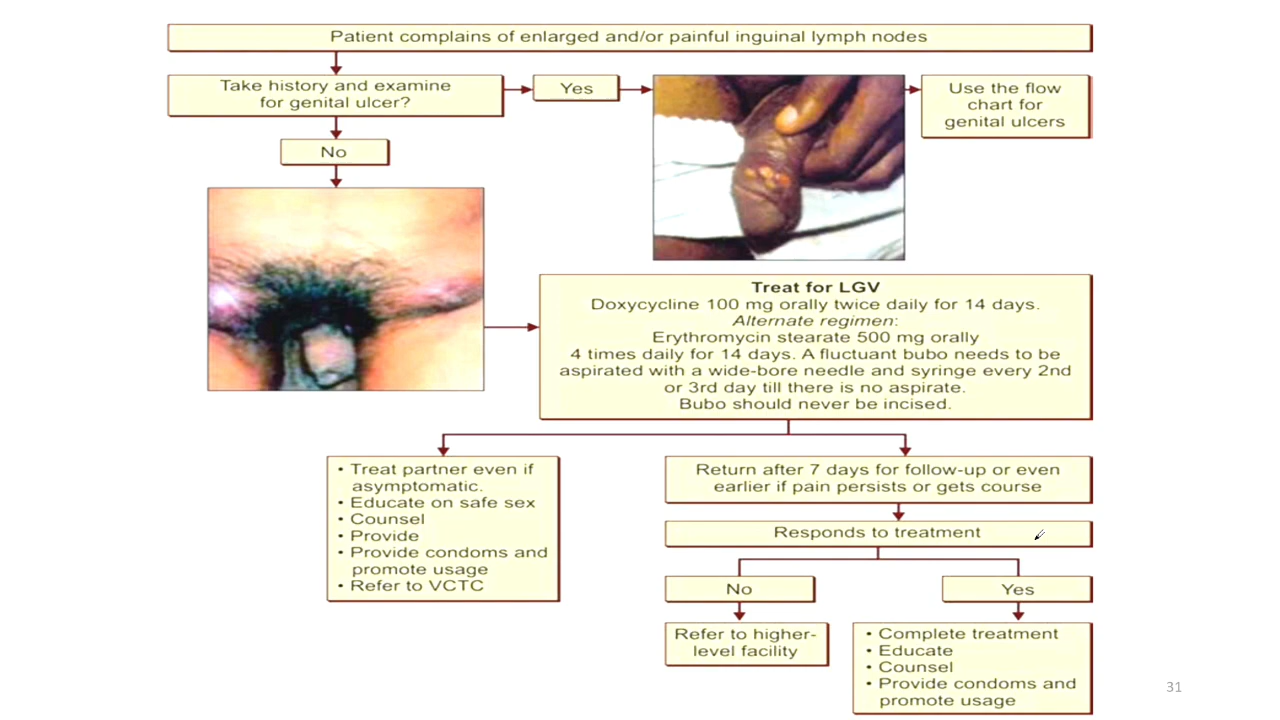 Patient complains of enlarged and/or painful inguinal lymph nodes
Take history and examine
for genital ulcer?
Yes
Use the flow
chart for
genital ulcers
No
Treat for LGV
Doxycycline 100 mg orally twice daily for 14 days.
Alternate regimen:
Erythromycin stearate 500 mg orally
4 times daily for 14 days. A fluctuant bubo needs to be
aspirated with a wide-bore needle and syringe every 2nd
or 3rd day till there is no aspirate.
Bubo should never be incised.
• Treat partner even if
asymptomatic.
• Educate on safe sex
• Counsel
• Provide
• Provide condoms and
promote usage
• Refer to VCTC
Return after 7 days for follow-up or even
earlier if pain persists or gets course
Responds to treatment
No
Yes
Refer to higher-
level facility
• Complete treatment
• Educate
• Counsel
• Provide condoms and
promote usage
31